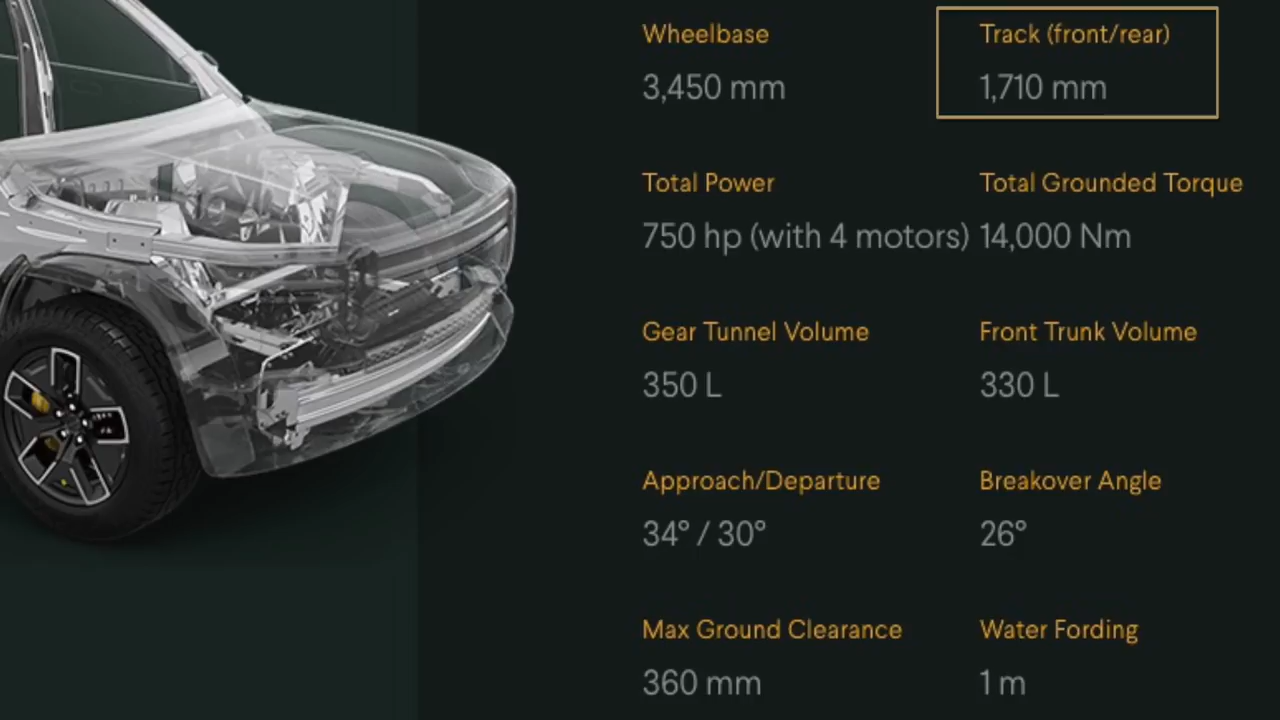 Wheelbase
3,450 mm
Track (front/rear)
1,710 mm
Total Power
750 hp (with 4 motors)
Total Grounded Torque
14,000 Nm
Gear Tunnel Volume
350 L
Front Trunk Volume
330 L
Approach/Departure
34° / 30°
Breakover Angle
26°
Max Ground Clearance
360 mm
Water Fording
1 m